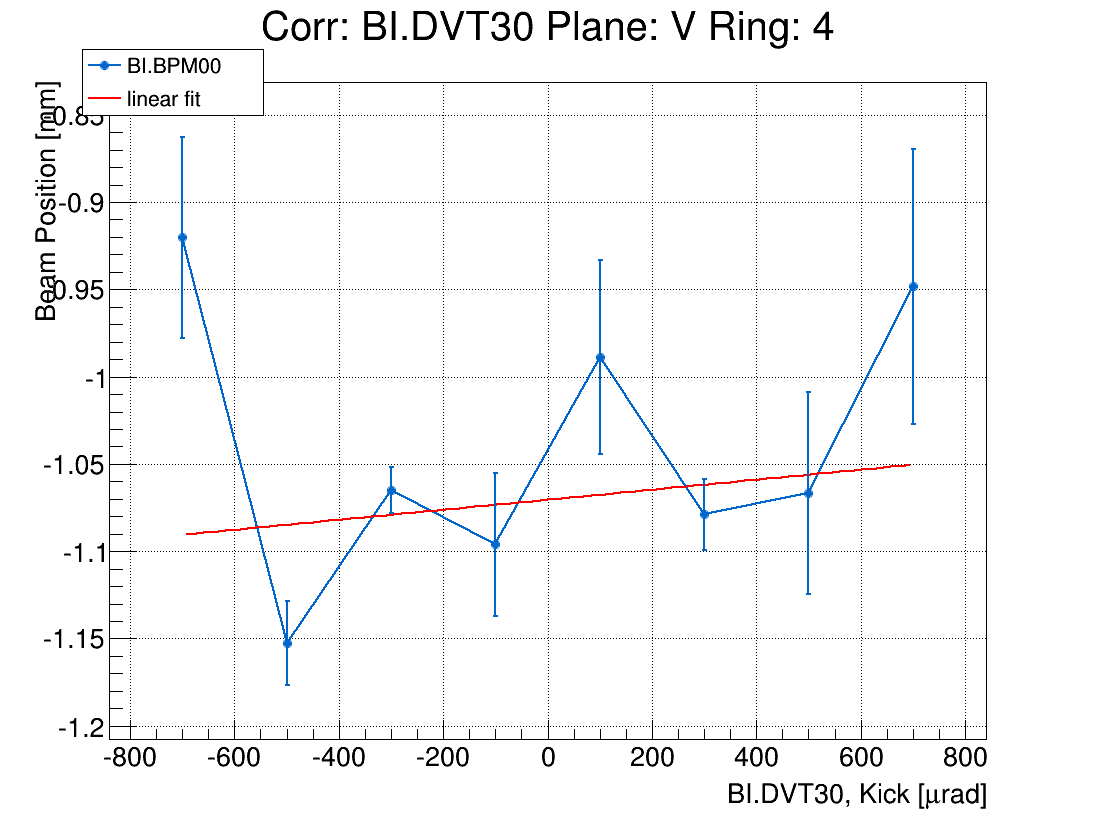 Corr: BI.DVT30 Plane: V Ring: 4
BI.BPM00
linear fit
Beam Position [mm]
-0.9
-0.95
-1
-1.05
-1.1
-1.15
-1.2
-800 -600 -400 -200 0 200 400 600 800
BI.DVT30, Kick [μrad]